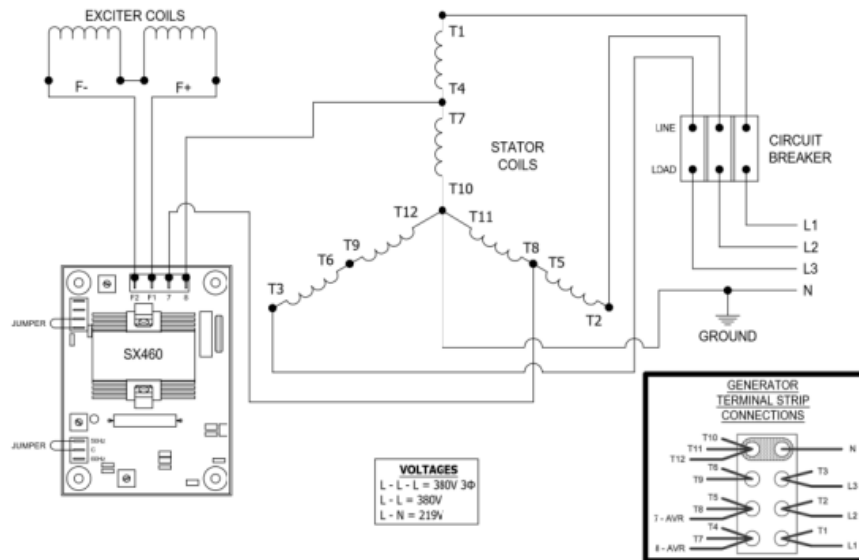 EXCITER COILS
F-
F+
T1
T4
T7
STATOR
COILS
T10
T12
T11
T9
T8
T6
T5
T3
T2
LINE
LOAD
CIRCUIT
BREAKER
L1
L2
L3
N
GROUND
F2 F1 7 8
JUMPER
SX460
JUMPER
50HZ
C
60HZ
VOLTAGES
L - L - L = 380V 3Φ
L - L = 380V
L - N = 219V
GENERATOR
TERMINAL STRIP
CONNECTIONS
T10
T11
T12
N
T6
T9
T3
L3
T5
T8
7 - AVR
T2
L2
T4
T7
8 - AVR
T1
L1